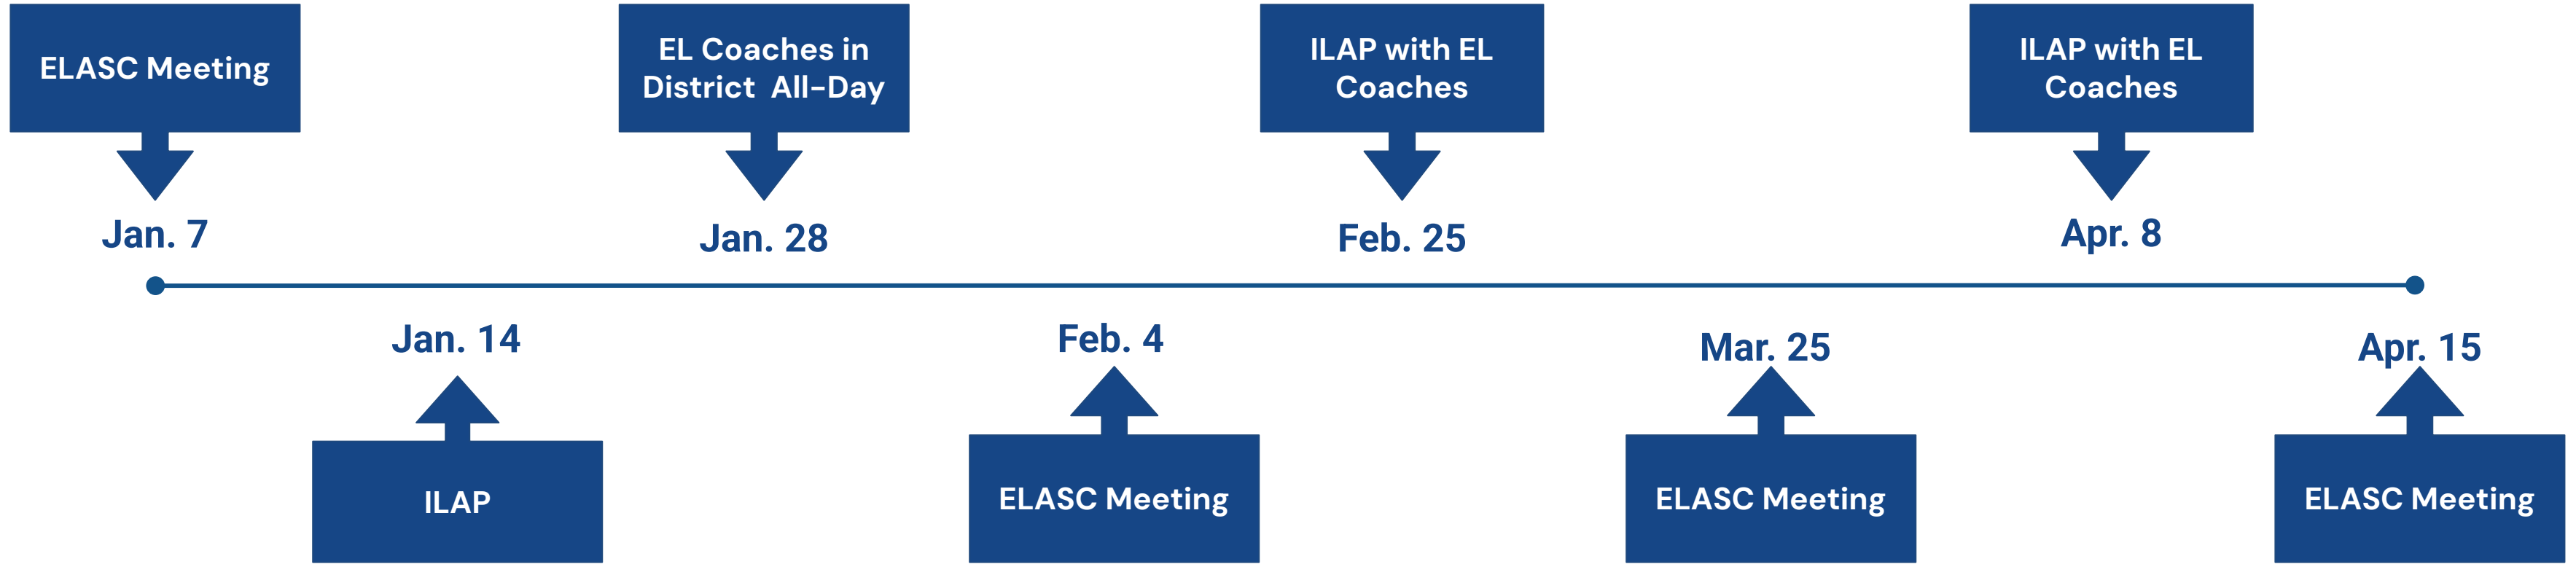 ELASC Meeting
EL Coaches in
District All-Day
ILAP with EL
Coaches
ILAP with EL
Coaches
Jan. 7
Jan. 28
Feb. 25
Apr. 8
Jan. 14
Feb. 4
Mar. 25
Apr. 15
ILAP
ELASC Meeting
ELASC Meeting
ELASC Meeting